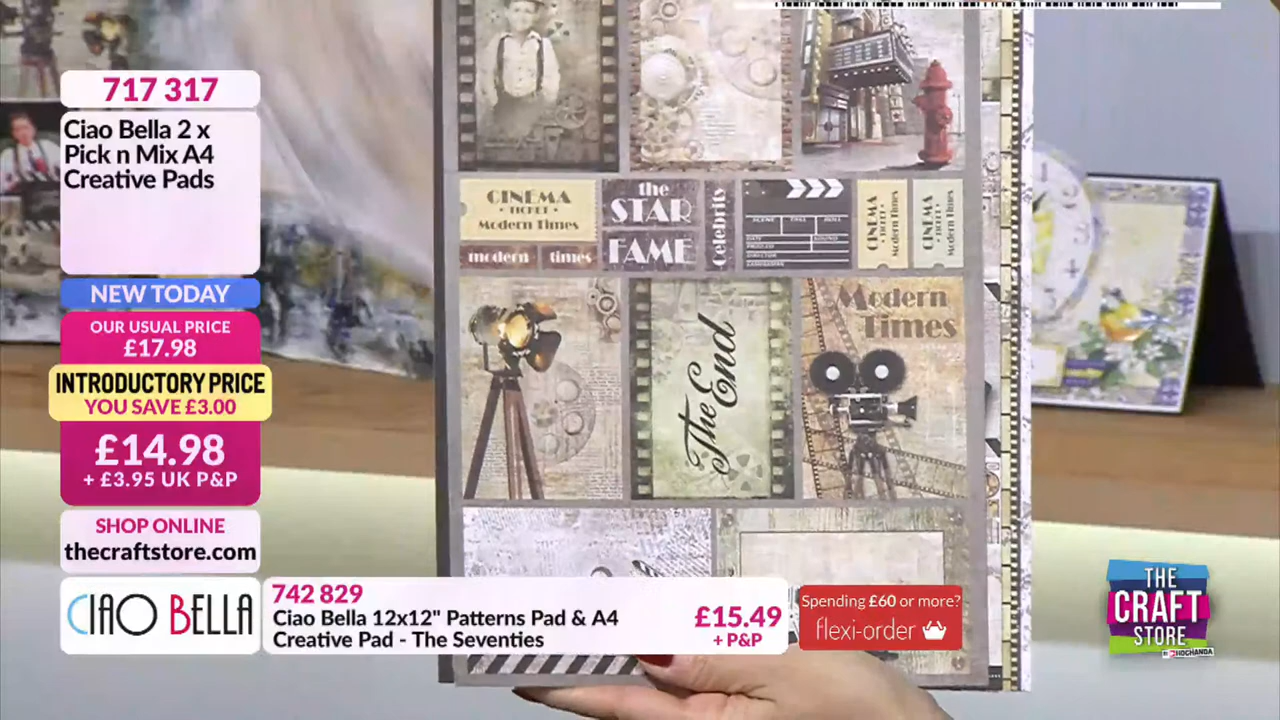 717 317
Ciao Bella 2 x
Pick n Mix A4
Creative Pads
NEW TODAY
OUR USUAL PRICE
£17.98
INTRODUCTORY PRICE
YOU SAVE £3.00
£14.98
+ £3.95 UK P&P
SHOP ONLINE
thecraftstore.com
CIAO BELLA
742 829
Ciao Bella 12x12" Patterns Pad & A4
Creative Pad - The Seventies
£15.49
+ P&P
Spending £60 or more?
flexi-order
THE
CRAFT
STORE
HOCHANDA
CINEMA
TICKET
Modern Times
modern times
the
STAR
FAME
Celebrity
CINEMA
TICKET
Modern Times
CINEMA
TICKET
Modern Times
The End
Modern
Times